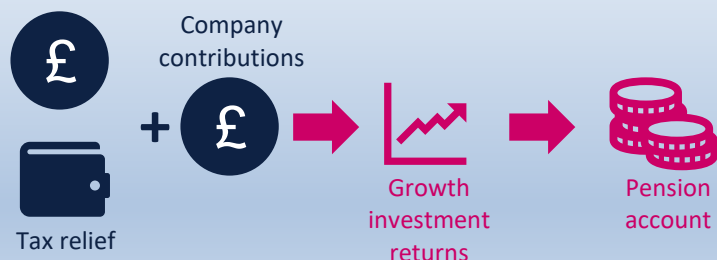 £
Tax relief
+
Company
contributions
£
Growth
investment
returns
Pension
account